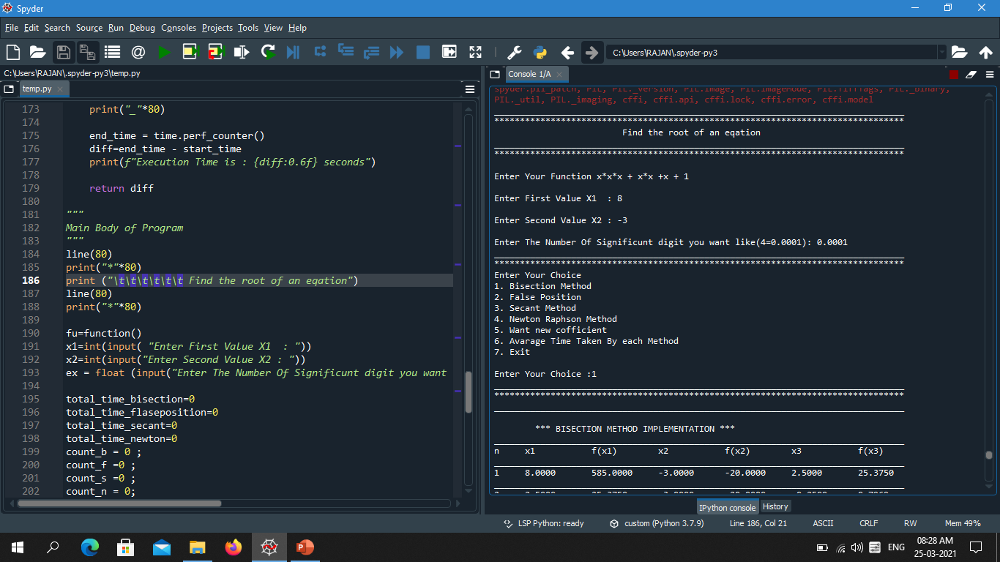 Spyder
File Edit Search Source Run Debug Consoles Projects Tools View Help
C:\Users\RAJAN\.spyder-py3
C:\Users\RAJAN\.spyder-py3\temp.py
temp.py
173 print("_"*80)
174
175 end_time = time.perf_counter()
176 diff=end_time - start_time
177 print(f"Execution Time is : {diff:0.6f} seconds")
178
179 return diff
180
181 """
182 Main Body of Program
183 """
184 line(80)
185 print("*"*80)
186 print ("\t\t\t\t\t\t Find the root of an eqation")
187 line(80)
188 print("*"*80)
189
190 fu=function()
191 x1=int(input( "Enter First Value X1  : "))
192 x2=int(input("Enter Second Value X2 : "))
193 ex = float (input("Enter The Number Of Significunt digit you want
194
195 total_time_bisection=0
196 total_time_flaseposition=0
197 total_time_secant=0
198 total_time_newton=0
199 count_b = 0 ;
200 count_f =0 ;
201 count_s =0 ;
202 count_n = 0;
Console 1/A
spyder.pil_patch, PIL, PIL._version, PIL.Image, PIL.ImageMode, PIL.TiffTags, PIL._binary,
PIL._util, PIL._imaging, cffi, cffi.api, cffi.lock, cffi.error, cffi.model
________________________________________________________________________________
********************************************************************************
Find the root of an eqation
________________________________________________________________________________
********************************************************************************
Enter Your Function x*x*x + x*x +x + 1
Enter First Value X1  : 8
Enter Second Value X2 : -3
Enter The Number Of Significunt digit you want like(4=0.0001): 0.0001
________________________________________________________________________________
********************************************************************************
Enter Your Choice
1. Bisection Method
2. False Position
3. Secant Method
4. Newton Raphson Method
5. Want new cofficient
6. Avarage Time Taken By each Method
7. Exit
Enter Your Choice :1
________________________________________________________________________________
********************************************************************************
________________________________________________________________________________
*** BISECTION METHOD IMPLEMENTATION ***
________________________________________________________________________________
n x1 f(x1) x2 f(x2) x3 f(x3)
________________________________________________________________________________
1 8.0000 585.0000 -3.0000 -20.0000 2.5000 25.3750
________________________________________________________________________________
IPython console History
LSP Python: ready custom (Python 3.7.9) Line 186, Col 21 ASCII CRLF RW Mem 49%
ENG 08:28 AM
25-03-2021